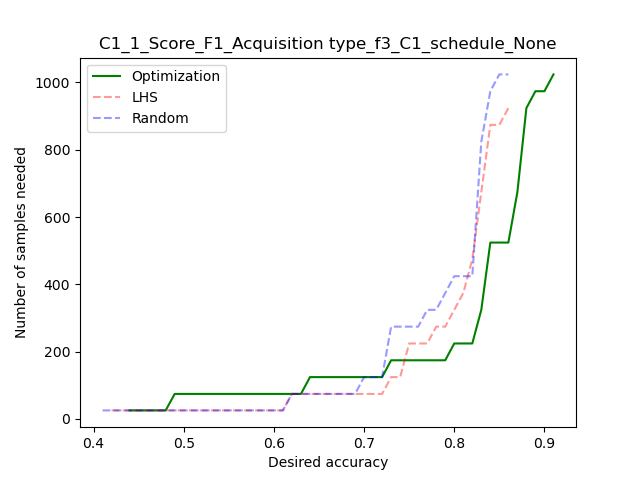 C1_1_Score_F1_Acquisition type_f3_C1_schedule_None
Optimization
LHS
Random
Number of samples needed
1000
800
600
400
200
0
0.4 0.5 0.6 0.7 0.8 0.9
Desired accuracy